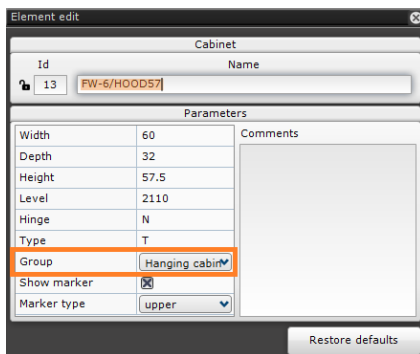 Element edit
Cabinet
Id Name
13 FW-6/HOOD57
Parameters
Width 60 Comments
Depth 32
Height 57.5
Level 2110
Hinge N
Type T
Group Hanging cabin
Show marker
Marker type upper
Restore defaults